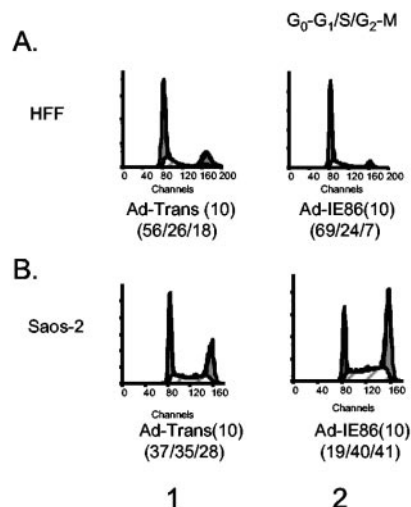 G₀-G₁/S/G₂-M
A.
HFF
0 40 80 120 160 200
Channels
Ad-Trans (10)
(56/26/18)
0 40 80 120 160 200
Channels
Ad-IE86(10)
(69/24/7)
B.
Saos-2
0 40 80 120 160
Channels
Ad-Trans(10)
(37/35/28)
0 40 80 120 160
Channels
Ad-IE86(10)
(19/40/41)
1 2